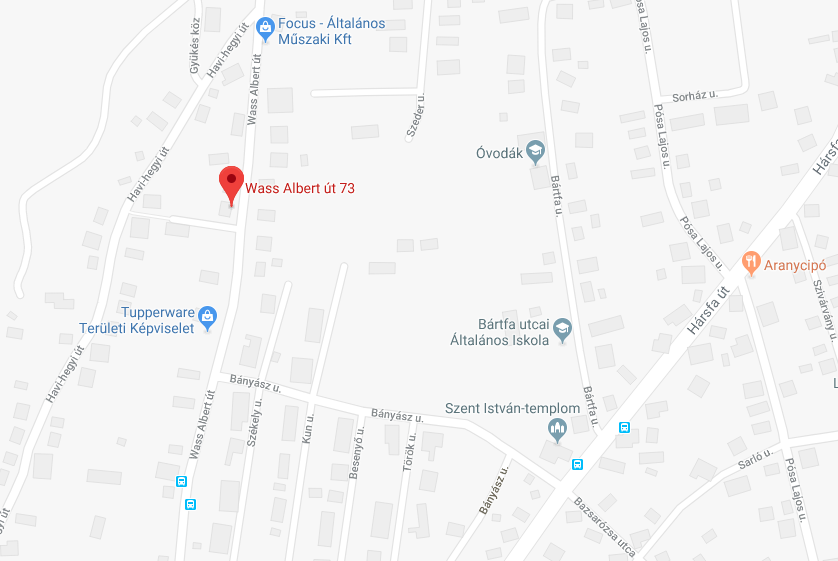 Focus - Általános
Műszaki Kft
Gyükés köz
Havi-hegyi út
Wass Albert út
Szeder u.
Pósa Lajos u.
Sorház u.
Pósa Lajos u.
Hársfa
Óvodák
Havi-hegyi út
Wass Albert út 73
Bártfa u.
Pósa Lajos u.
Aranycipó
Szivárvány u.
Hársfa út
Tupperware
Területi Képviselet
Bártfa utcai
Általános Iskola
Havi-hegyi út
Bányász u.
Wass Albert út
Székely u.
Kun u.
Bányász u.
Besenyő u.
Török u.
Szent István-templom
Bártfa u.
Bányász u.
Sarló u.
Pósa Lajos u.
Bazsarózsa utca